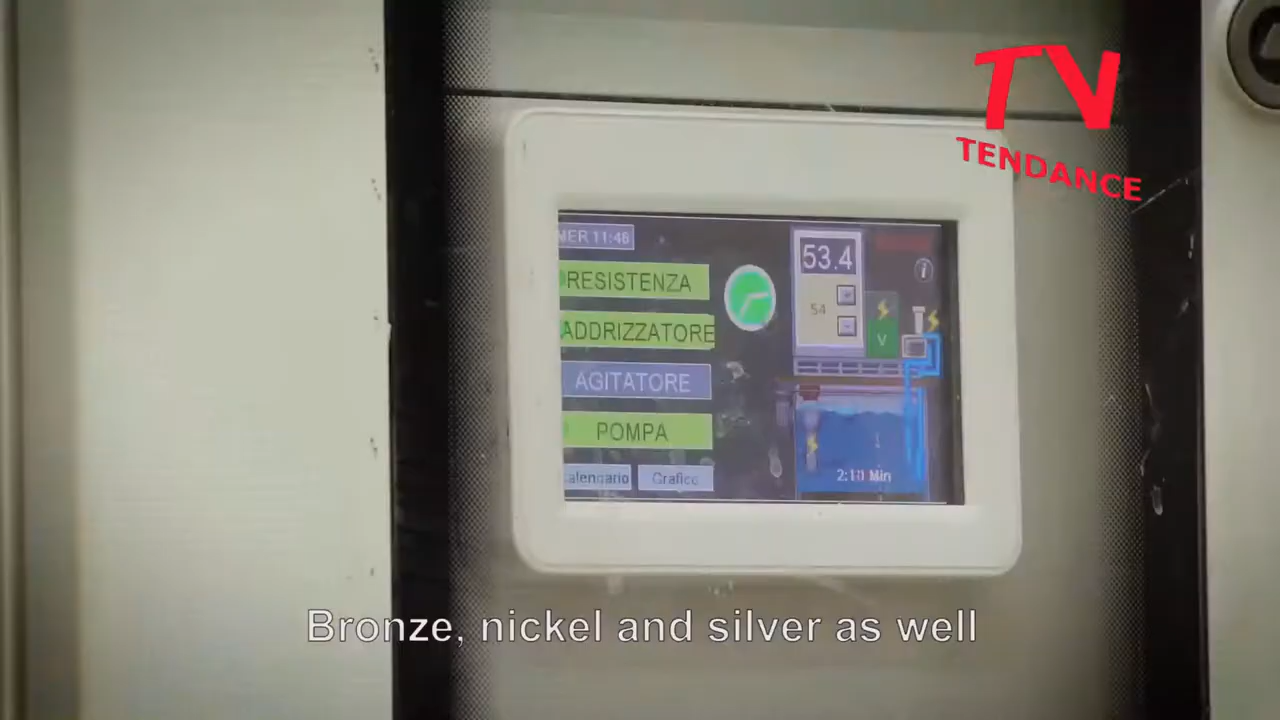 TV
TENDANCE
MER 11:46
RESISTENZA
ADDRIZZATORE
AGITATORE
POMPA
alendario
Grafico
53.4
54
i
V
2:10 Min
Bronze, nickel and silver as well